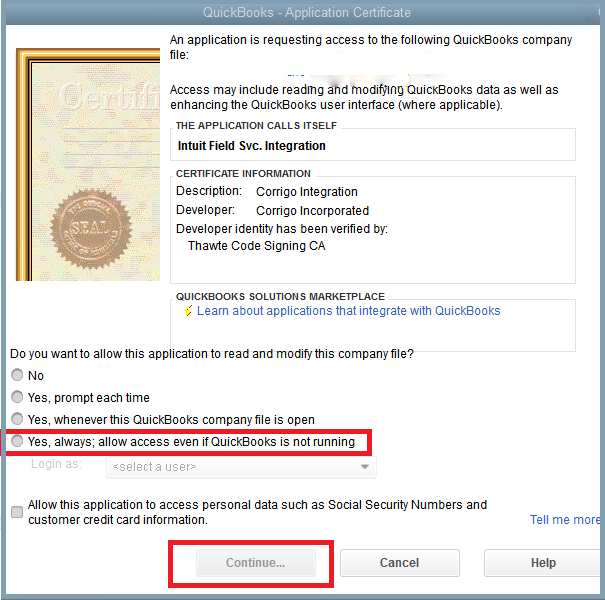 QuickBooks - Application Certificate
An application is requesting access to the following QuickBooks company
file:
Access may include reading and modifying QuickBooks data as well as
enhancing the QuickBooks user interface (where applicable).
THE APPLICATION CALLS ITSELF
Intuit Field Svc. Integration
CERTIFICATE INFORMATION
Description: Corrigo Integration
Developer: Corrigo Incorporated
Developer identity has been verified by:
Thawte Code Signing CA
QUICKBOOKS SOLUTIONS MARKETPLACE
Learn about applications that integrate with QuickBooks
Certifi
SEAL
Do you want to allow this application to read and modify this company file?
No
Yes, prompt each time
Yes, whenever this QuickBooks company file is open
Yes, always; allow access even if QuickBooks is not running
Login as: <select a user>
Allow this application to access personal data such as Social Security Numbers and
customer credit card information.
Tell me more
Continue... Cancel Help